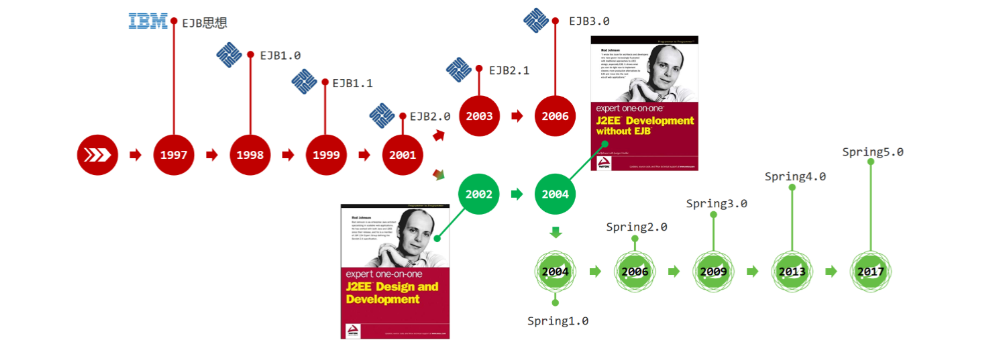 IBM
EJB思想
EJB1.0
EJB1.1
EJB2.0
EJB2.1
EJB3.0
1997
1998
1999
2001
2003
2006
2002
2004
Rod Johnson
expert one-on-one
J2EE Development
without EJB
Rod Johnson
expert one-on-one
J2EE Design and
Development
2004
2006
2009
2013
2017
Spring1.0
Spring2.0
Spring3.0
Spring4.0
Spring5.0